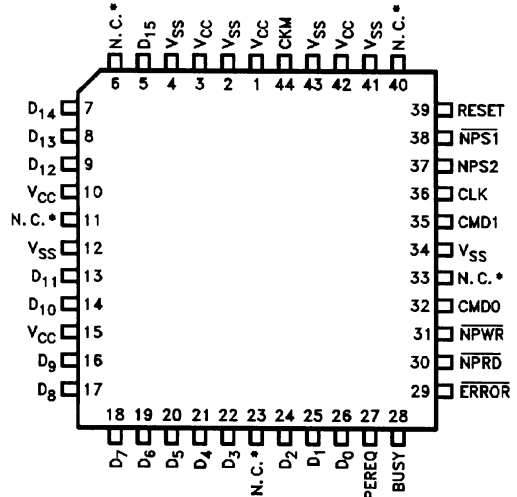 N.C.* D15 VSS VCC VSS VCC CKM VSS VCC VSS N.C.*
6 5 4 3 2 1 44 43 42 41 40
D14 7 39 RESET
D13 8 38 NPS1
D12 9 37 NPS2
VCC 10 36 CLK
N.C.* 11 35 CMD1
VSS 12 34 VSS
D11 13 33 N.C.*
D10 14 32 CMD0
VCC 15 31 NPWR
D9 16 30 NPRD
D8 17 29 ERROR
18 19 20 21 22 23 24 25 26 27 28
D7 D6 D5 D4 D3 N.C.* D2 D1 D0 PEREQ BUSY